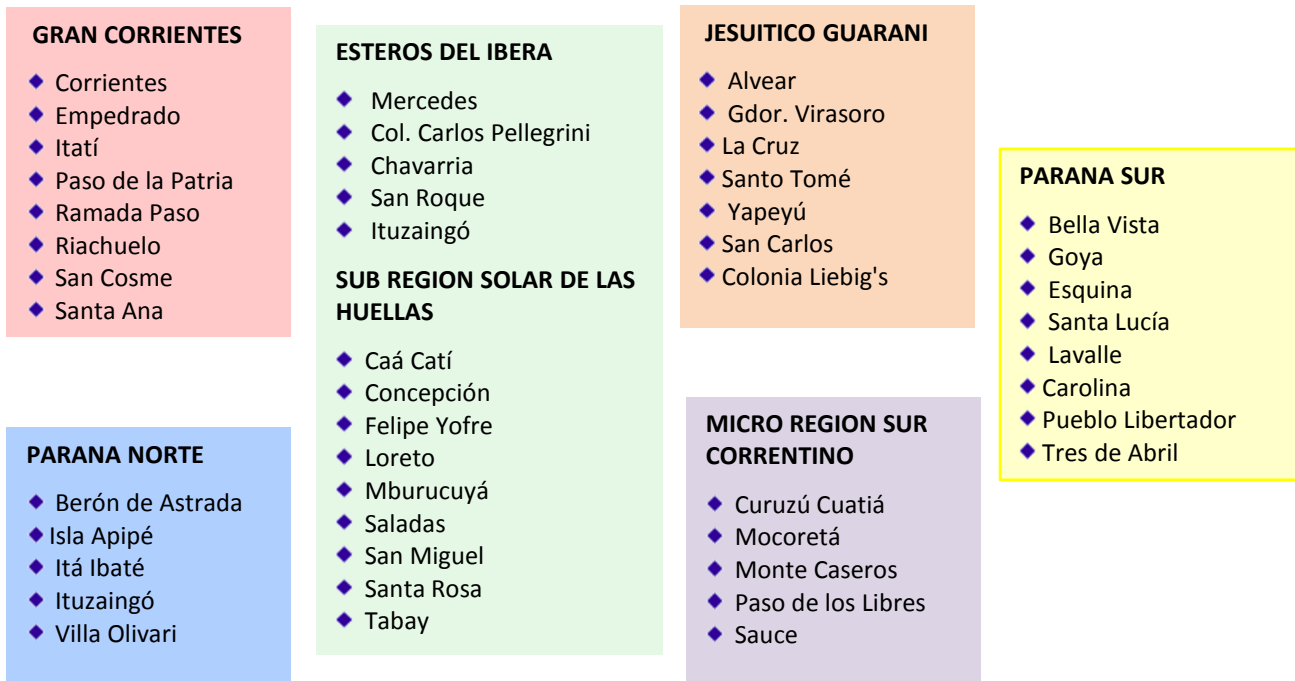 GRAN CORRIENTES
◆ Corrientes
◆ Empedrado
◆ Itatí
◆ Paso de la Patria
◆ Ramada Paso
◆ Riachuelo
◆ San Cosme
◆ Santa Ana
PARANA NORTE
◆ Berón de Astrada
◆ Isla Apipé
◆ Itá Ibaté
◆ Ituzaingó
◆ Villa Olivari
ESTEROS DEL IBERA
◆ Mercedes
◆ Col. Carlos Pellegrini
◆ Chavarria
◆ San Roque
◆ Ituzaingó
SUB REGION SOLAR DE LAS
HUELLAS
◆ Caá Catí
◆ Concepción
◆ Felipe Yofre
◆ Loreto
◆ Mburucuyá
◆ Saladas
◆ San Miguel
◆ Santa Rosa
◆ Tabay
JESUITICO GUARANI
◆ Alvear
◆ Gdor. Virasoro
◆ La Cruz
◆ Santo Tomé
◆ Yapeyú
◆ San Carlos
◆ Colonia Liebig's
MICRO REGION SUR
CORRENTINO
◆ Curuzú Cuatiá
◆ Mocoretá
◆ Monte Caseros
◆ Paso de los Libres
◆ Sauce
PARANA SUR
◆ Bella Vista
◆ Goya
◆ Esquina
◆ Santa Lucía
◆ Lavalle
◆ Carolina
◆ Pueblo Libertador
◆ Tres de Abril